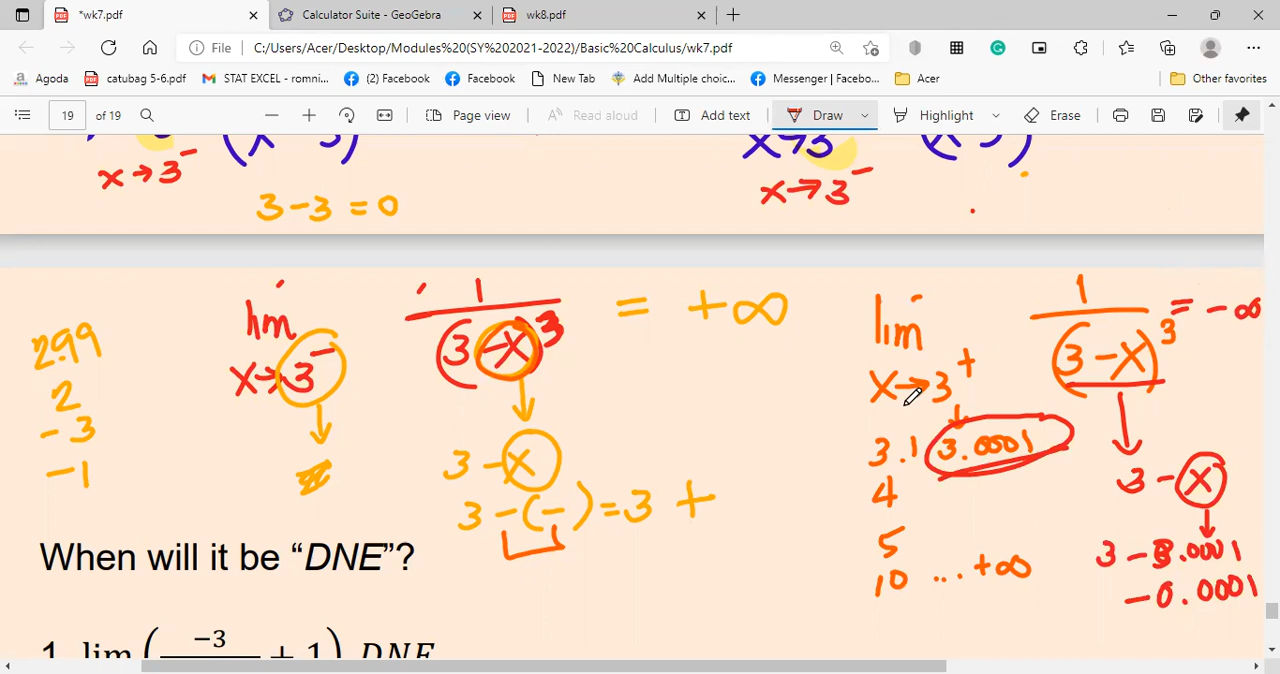 *wk7.pdf
Calculator Suite - GeoGebra
wk8.pdf
File
C:/Users/Acer/Desktop/Modules%20(SY%202021-2022)/Basic%20Calculus/wk7.pdf
Agoda
catubag 5-6.pdf
STAT EXCEL - romni...
(2) Facebook
Facebook
New Tab
Add Multiple choic...
Messenger | Facebo...
Acer
Other favorites
19 of 19
Page view
Read aloud
Add text
Draw
Highlight
Erase
x → 3⁻
3 - 3 = 0
x → 3⁻
2.99
2
- 3
- 1
lim
x → 3⁻
1
(3 - x)³
= +∞
3 - x
3 - (-) = 3 +
lim
x → 3⁺
1
(3 - x)³
= -∞
3.1 3.0001
4
5
10 ... +∞
3 - x
3 - 3.0001
- 0.0001
When will it be “DNE”?
1. lim ( -3 + 1) DNE